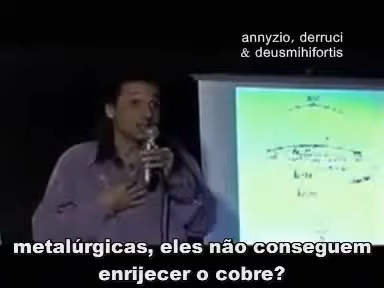 annyzio, derruci
& deusmihifortis
metalúrgicas, eles não conseguem
enrijecer o cobre?